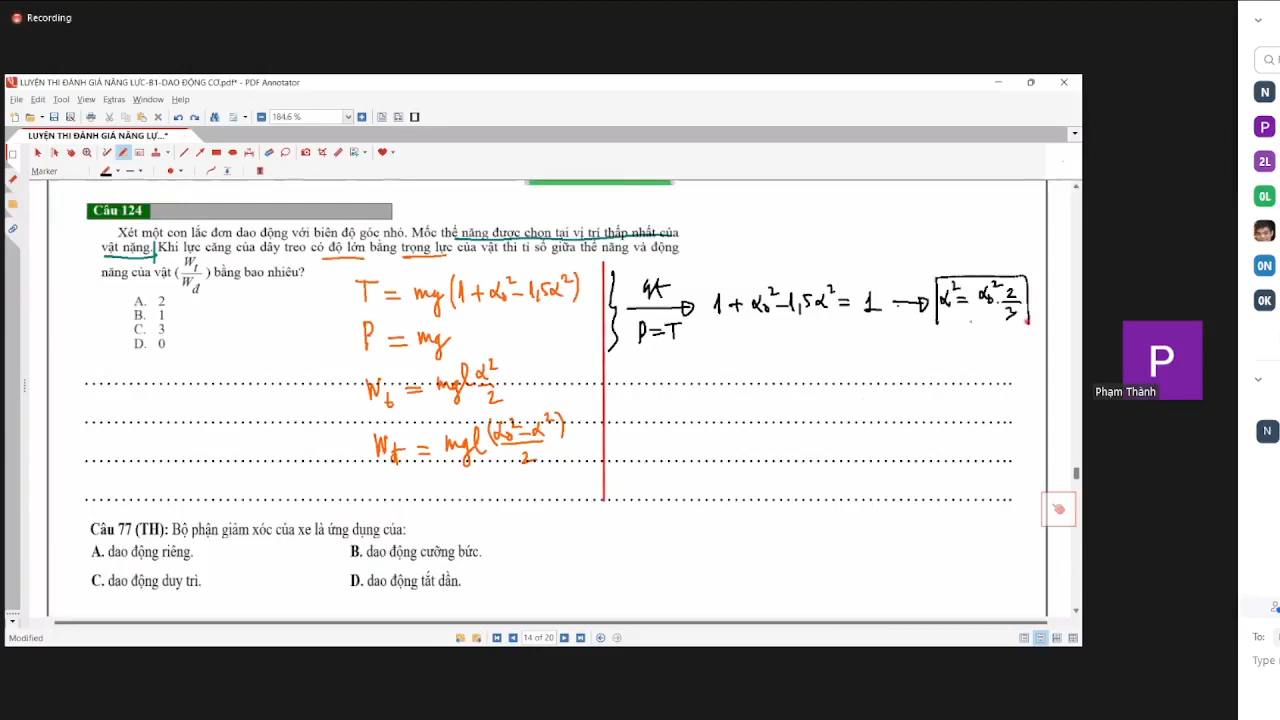 Recording
LUYỆN THI ĐÁNH GIÁ NĂNG LỰC-B1-DAO ĐỘNG CƠ.pdf* - PDF Annotator
File Edit Tool View Extras Window Help
184.6 %
LUYỆN THI ĐÁNH GIÁ NĂNG LỰ...*
Marker
Câu 124
Xét một con lắc đơn dao động với biên độ góc nhỏ. Mốc thế năng được chọn tại vị trí thấp nhất của
vật nặng. Khi lực căng của dây treo có độ lớn bằng trọng lực của vật thì tỉ số giữa thế năng và động
năng của vật (W_t/W_d) bằng bao nhiêu?
A. 2
B. 1
C. 3
D. 0
T = mg(1 + α₀² - 1,5α²)
P = mg
W_t = mgl α²/2
W_đ = mgl (α₀² - α²)/2
gt
P = T
1 + α₀² - 1,5α² = 1 → α² = α₀² . 2/3
Câu 77 (TH): Bộ phận giảm xóc của xe là ứng dụng của:
A. dao động riêng. B. dao động cưỡng bức.
C. dao động duy trì. D. dao động tắt dần.
Modified
14 of 20
P
Phạm Thành
N
P
2L
0L
0N
0K
N
To:
Type